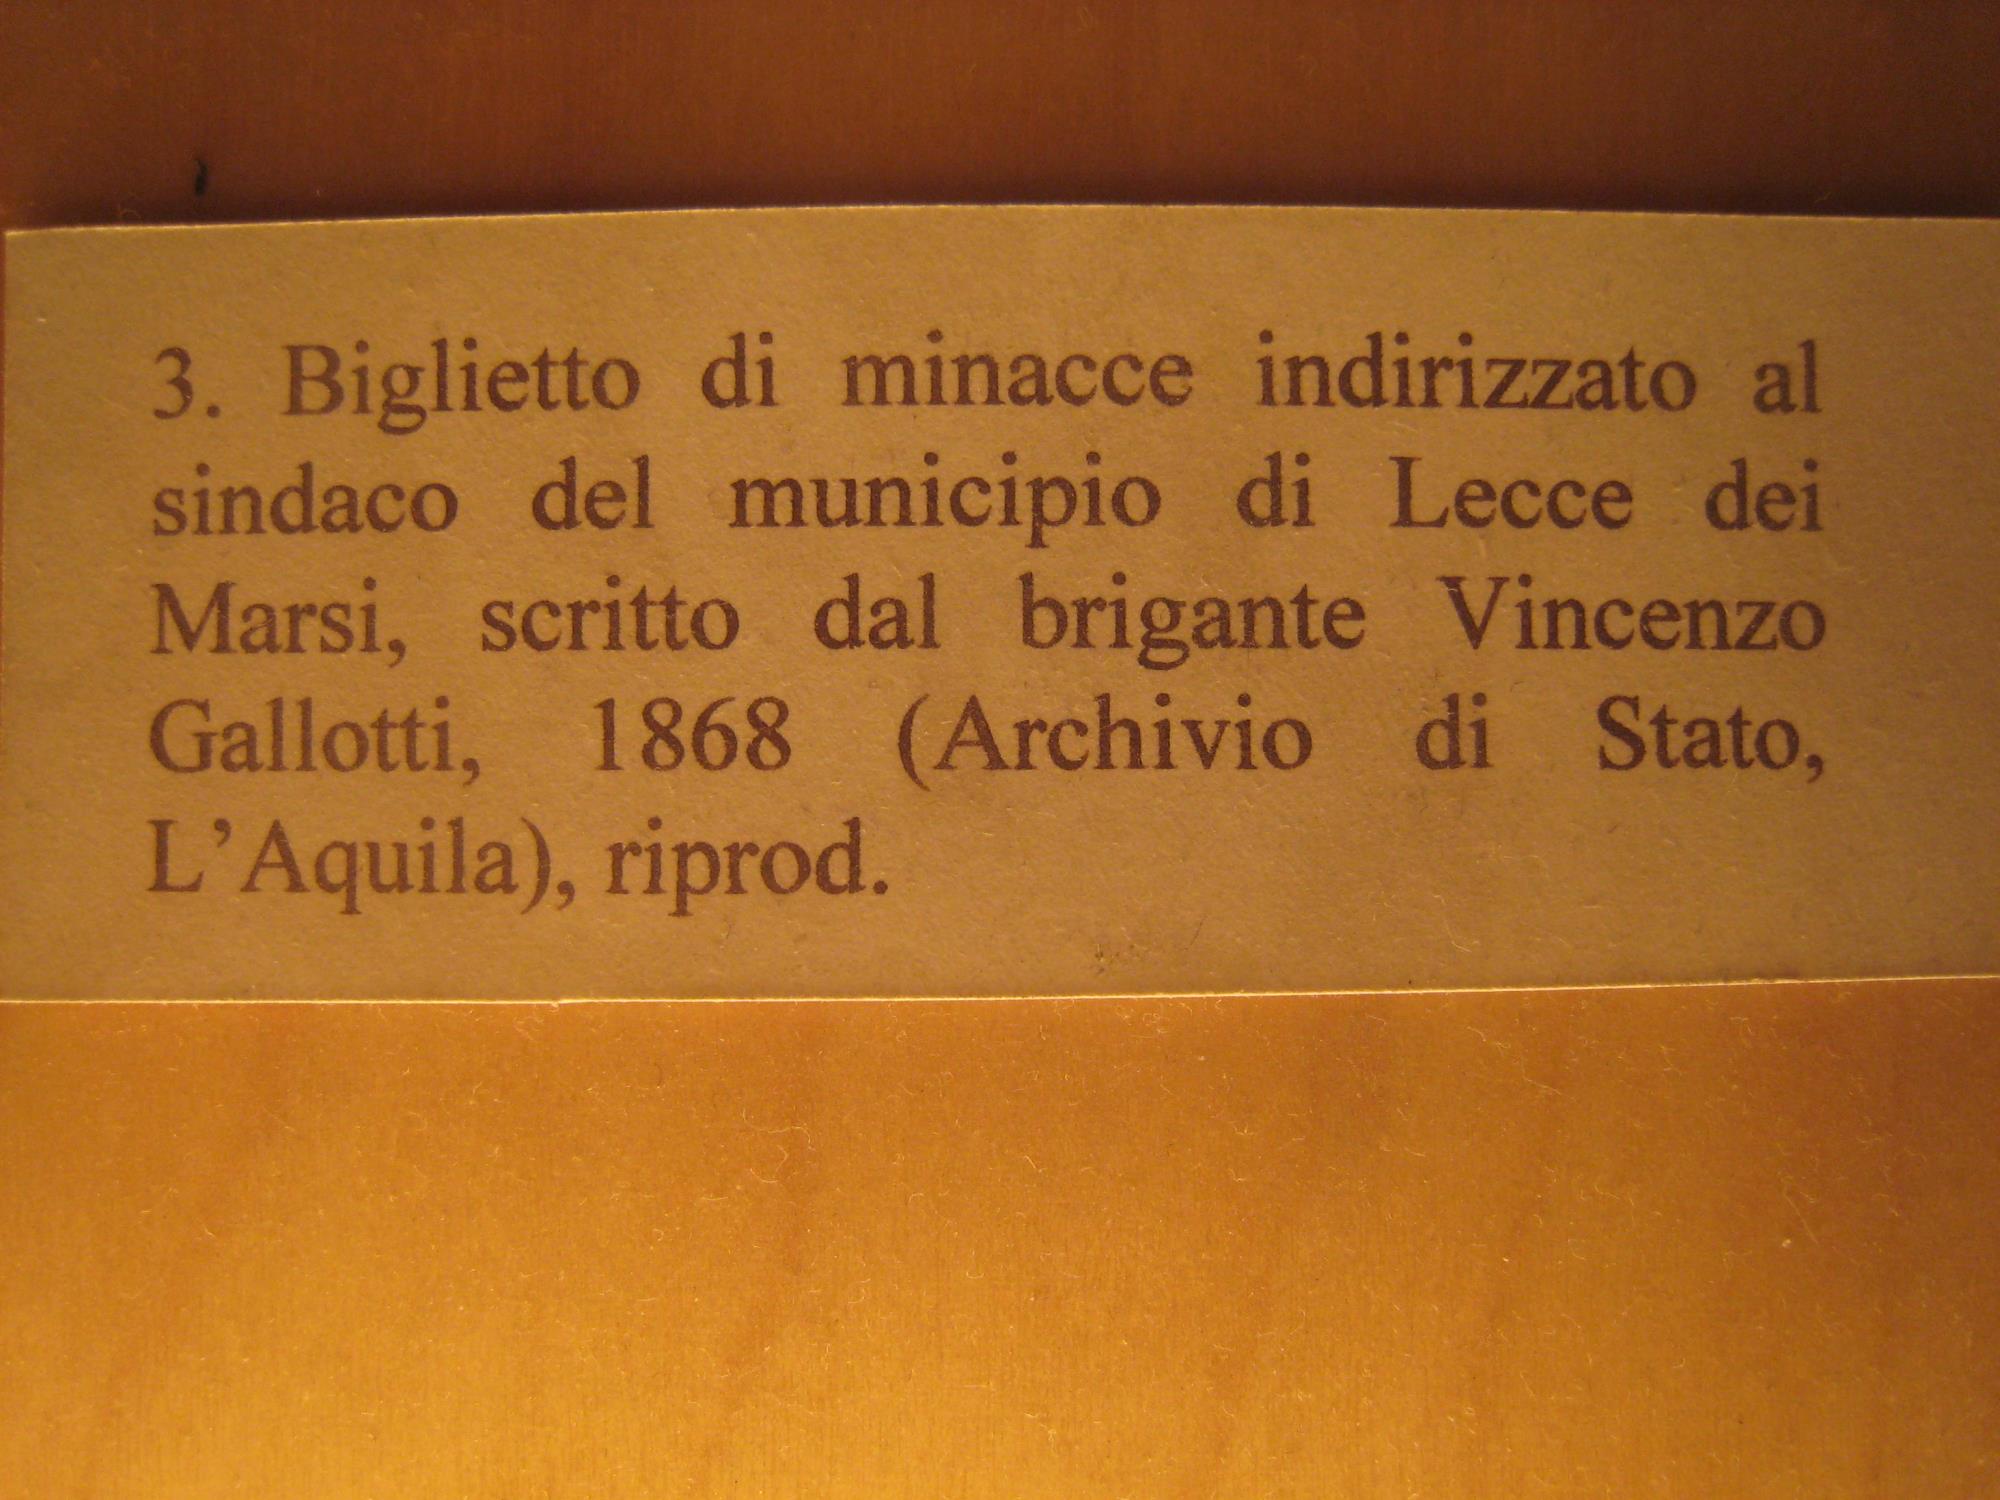 3. Biglietto di minacce indirizzato al
sindaco del municipio di Lecce dei
Marsi, scritto dal brigante Vincenzo
Gallotti, 1868 (Archivio di Stato,
L'Aquila), riprod.